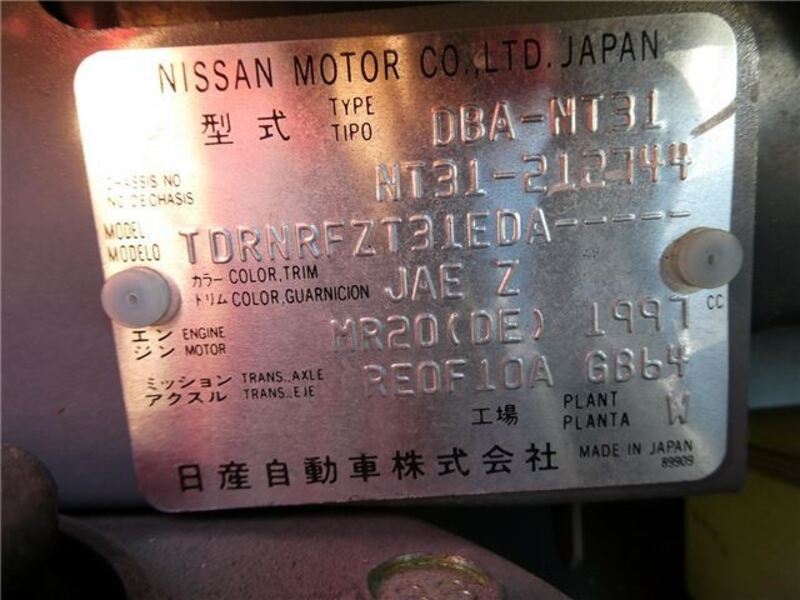 NISSAN MOTOR CO.,LTD. JAPAN
型式 TYPE TIPO DBA-NT31
CHASSIS NO
NO DE CHASIS NT31-212744
MODEL
MODELO TDRNRFZT31EDA-----
カラー COLOR,TRIM
トリム COLOR,GUARNICION JAE Z
エンジン ENGINE MOTOR MR20(DE) 1997 CC
ミッション TRANS.,AXLE
アクスル TRANS.,EJE RE0F10A GB64
工場 PLANT PLANTA W
日産自動車株式会社 MADE IN JAPAN
89909